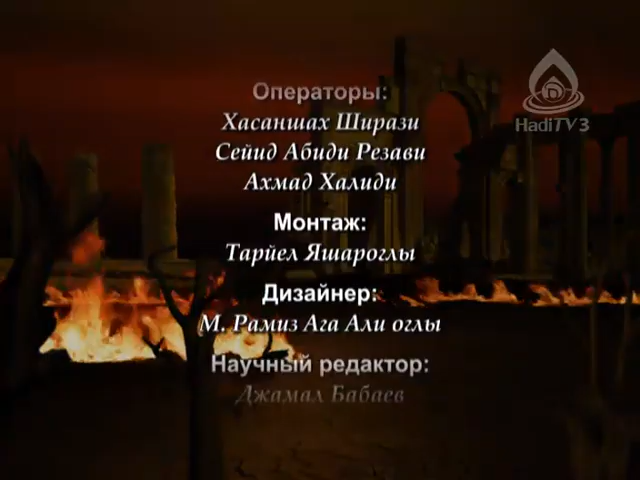 Операторы:
HadiTV3
Хасаншах Ширази
Сейид Абиди Резави
Ахмад Халиди
Монтаж:
Тарйел Яшароглы
Дизайнер:
М. Рамиз Ага Али оглы
Научный редактор:
Джамал Бабаев